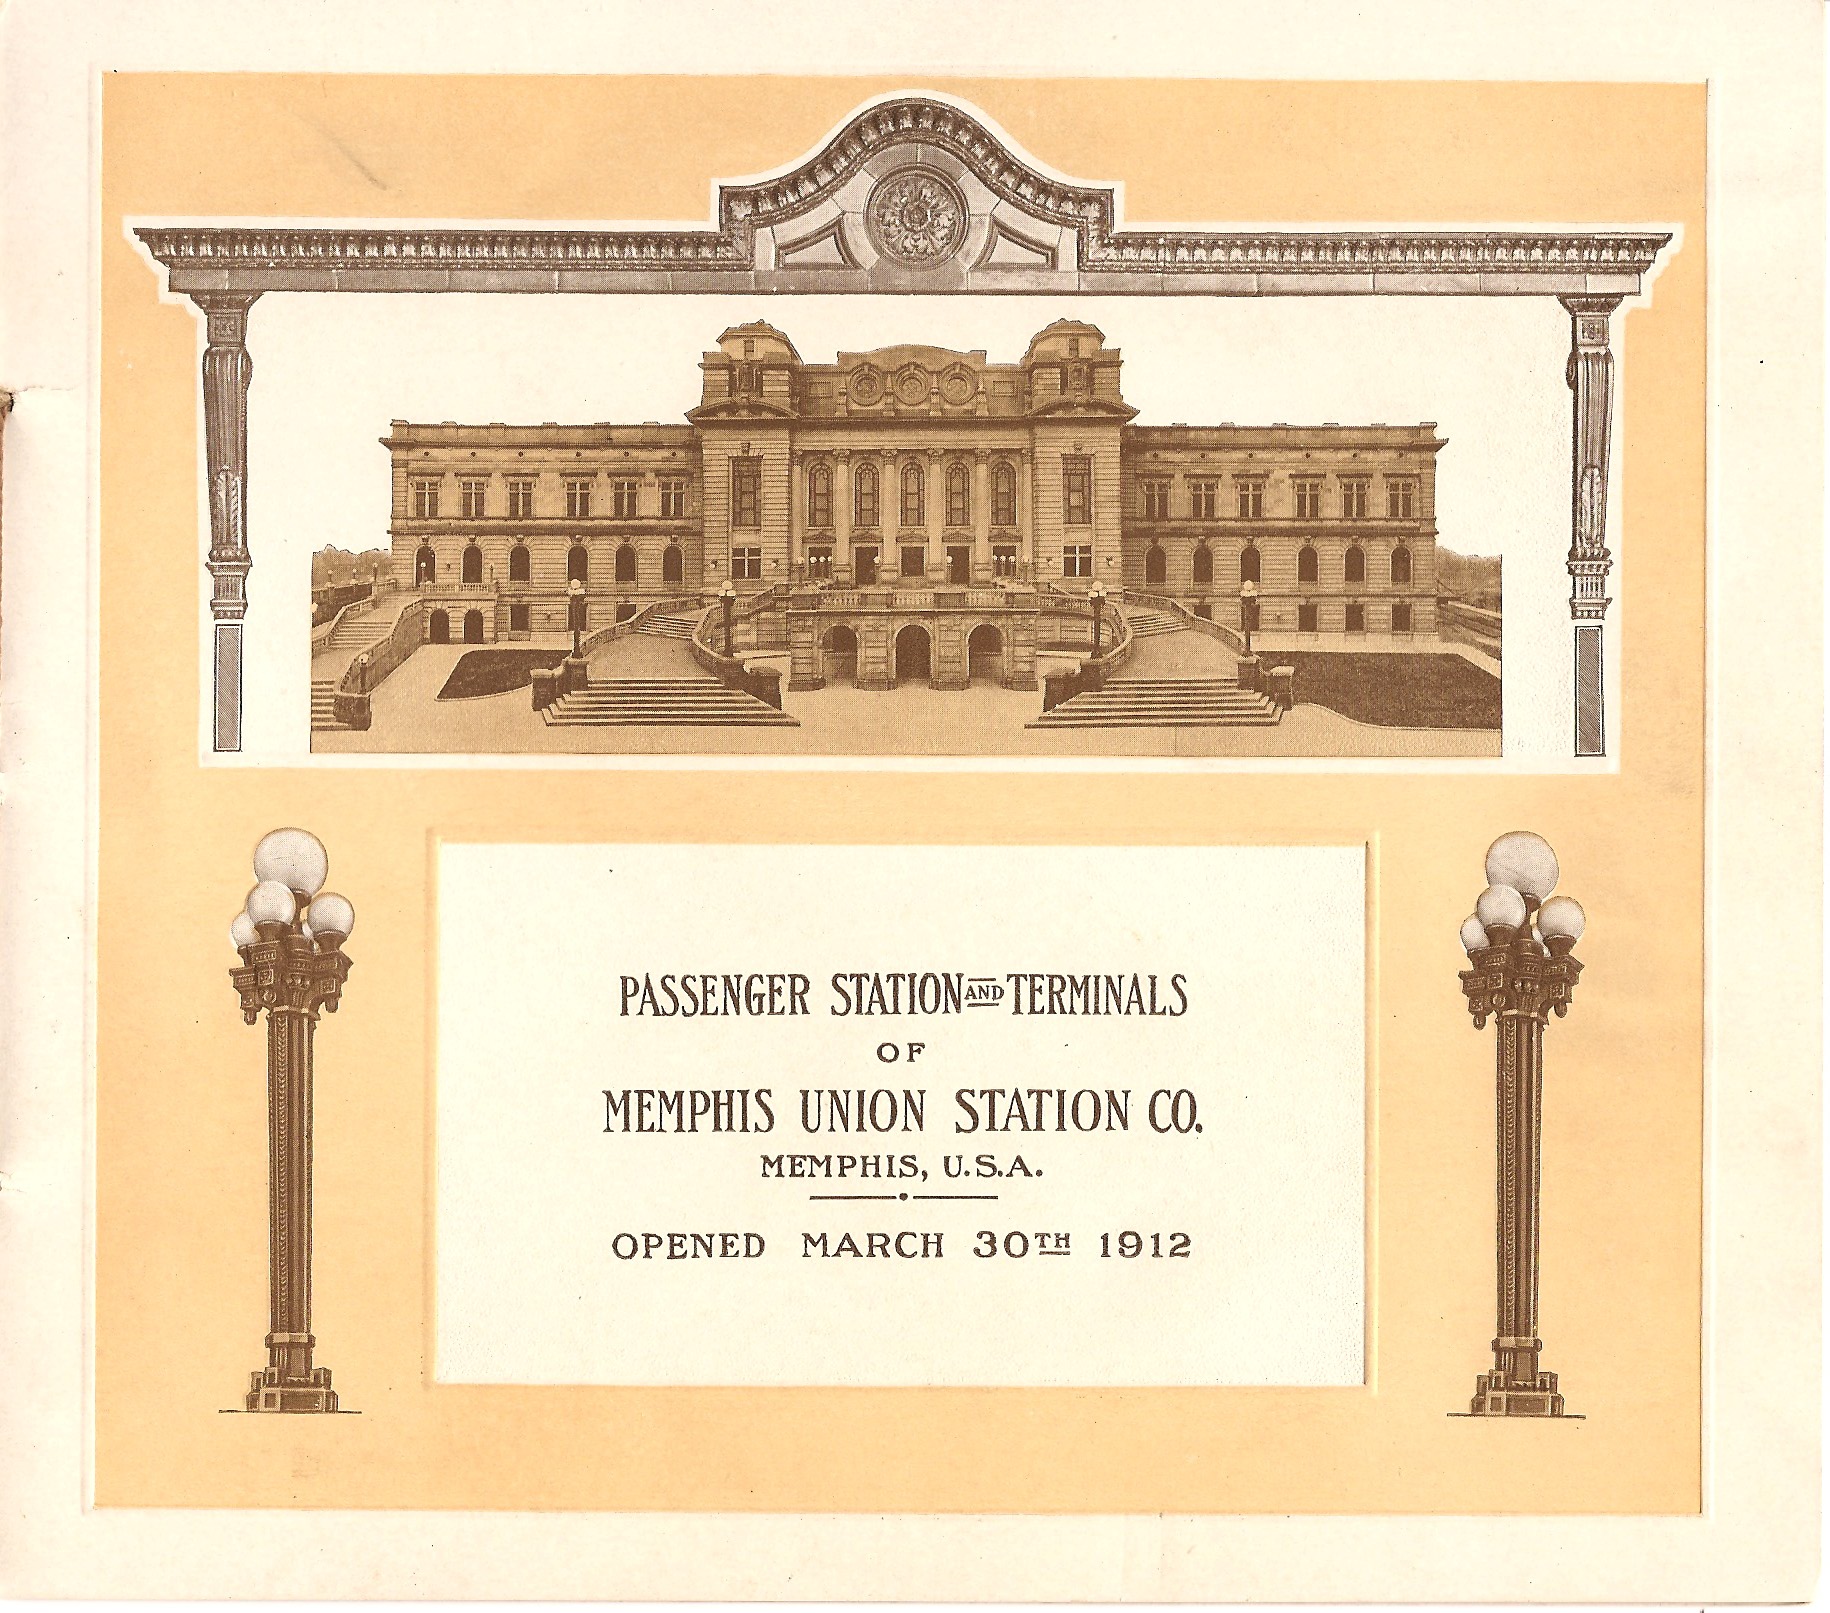 PASSENGER STATION AND TERMINALS
OF
MEMPHIS UNION STATION CO.
MEMPHIS, U.S.A.
OPENED MARCH 30TH 1912